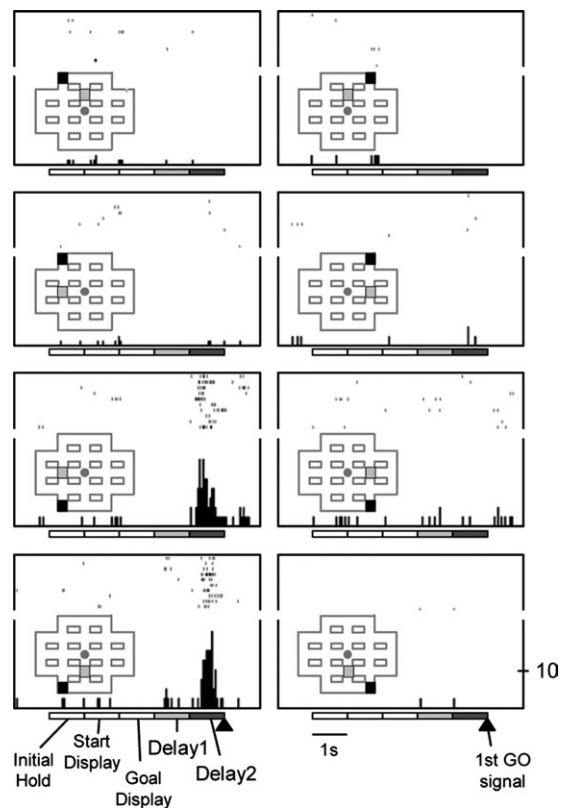 10
Initial
Hold
Start
Display
Goal
Display
Delay1
Delay2
1s
1st GO
signal